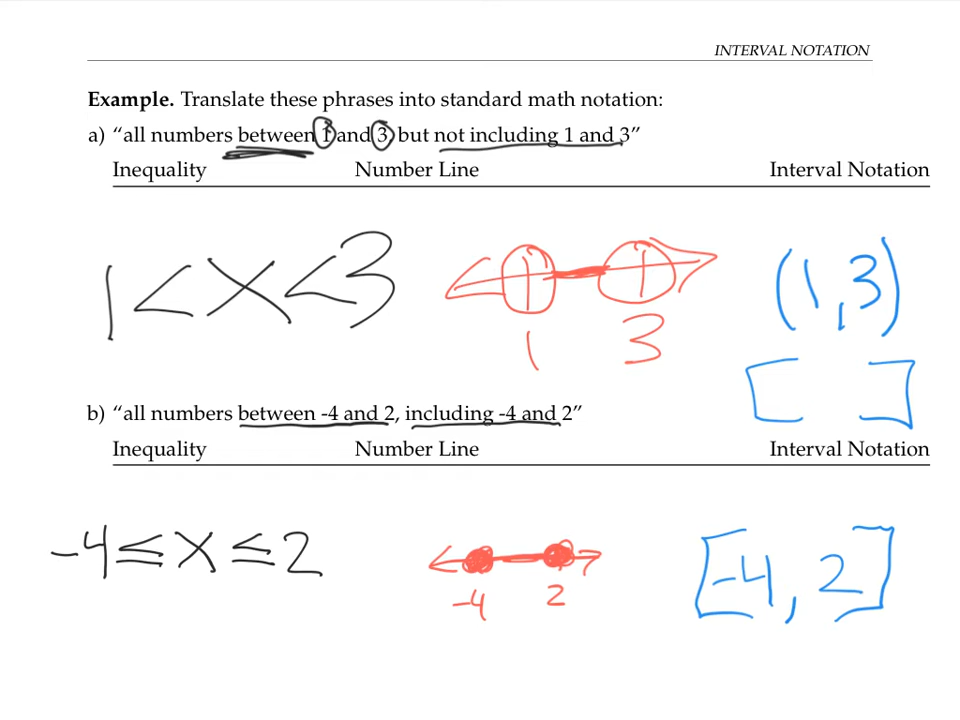 INTERVAL NOTATION
Example. Translate these phrases into standard math notation:
a) “all numbers between 1 and 3, but not including 1 and 3”
Inequality Number Line Interval Notation
1 < x < 3 (1, 3)
1 3
[ ]
b) “all numbers between -4 and 2, including -4 and 2”
Inequality Number Line Interval Notation
-4 ≤ x ≤ 2 [-4, 2]
-4 2